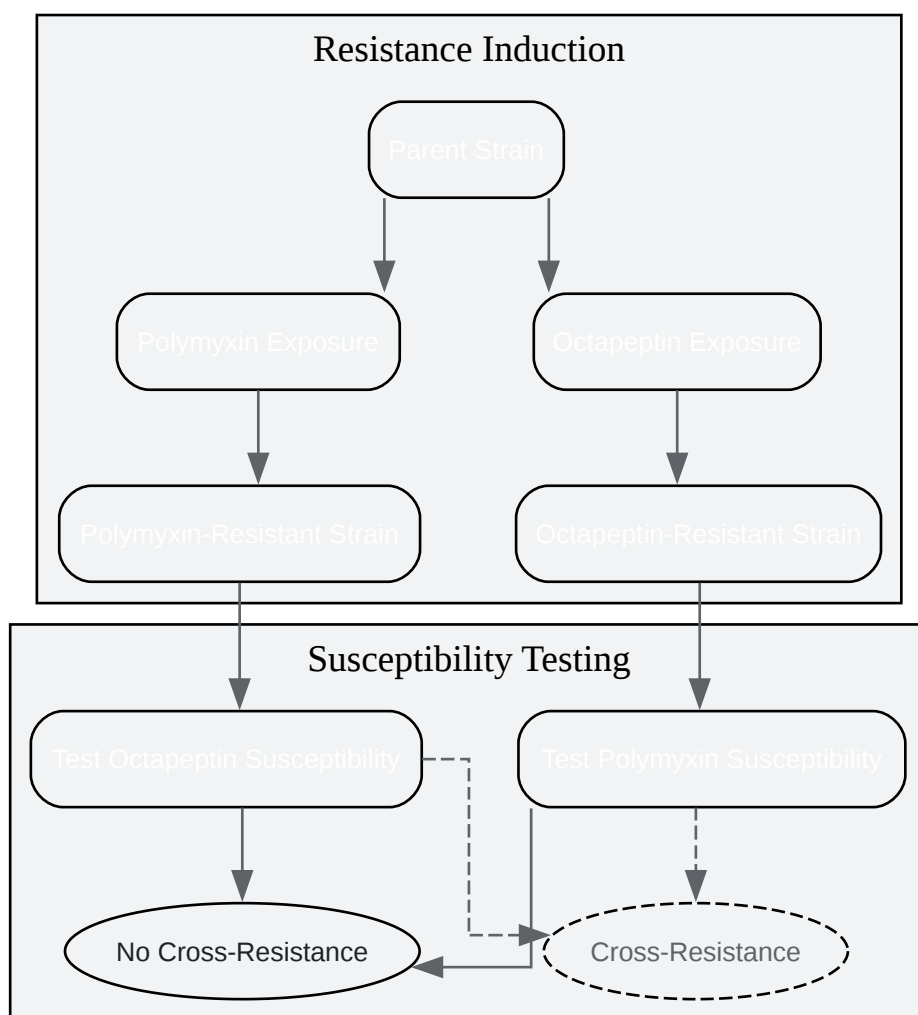 Resistance Induction
Parent Strain
Polymyxin Exposure
Octapeptin Exposure
Polymyxin-Resistant Strain
Octapeptin-Resistant Strain
Susceptibility Testing
Test Octapeptin Susceptibility
Test Polymyxin Susceptibility
No Cross-Resistance
Cross-Resistance